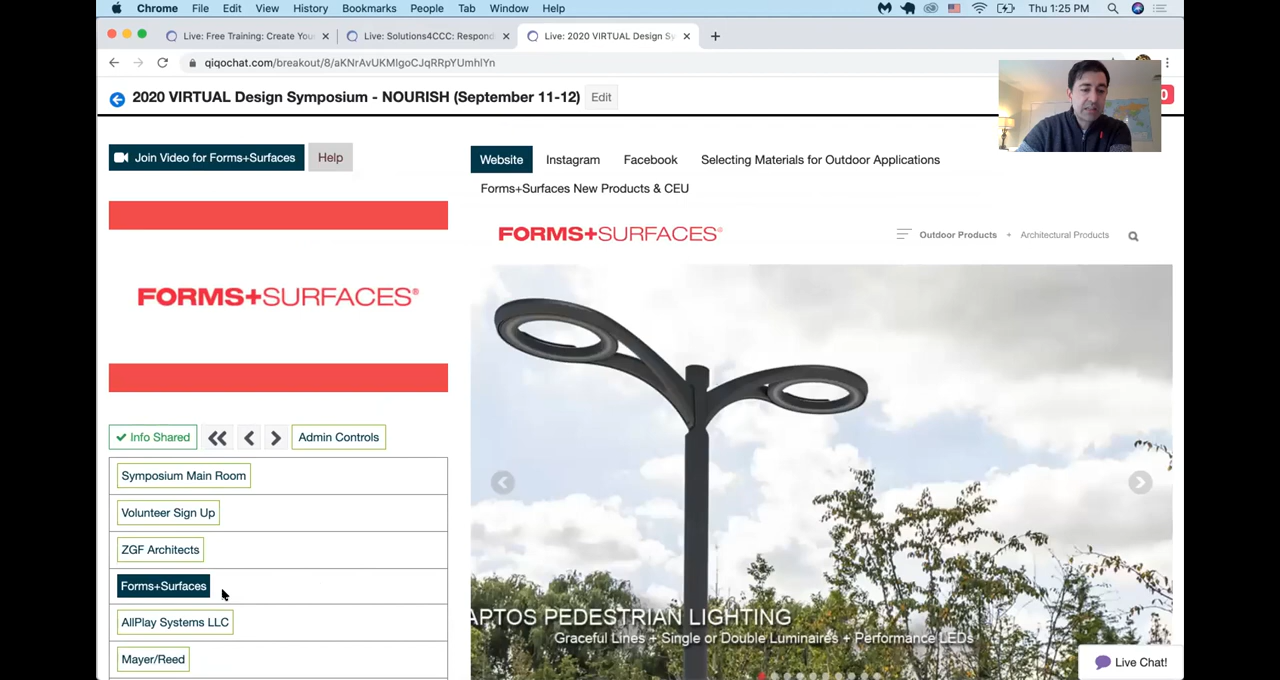 Chrome File Edit View History Bookmarks People Tab Window Help Thu 1:25 PM
Live: Free Training: Create You Live: Solutions4CCC: Respond Live: 2020 VIRTUAL Design Sy
qiqochat.com/breakout/8/aKNrAvUKMIgoCJqRRpYUmhlYn
2020 VIRTUAL Design Symposium - NOURISH (September 11-12) Edit
0
Join Video for Forms+Surfaces Help
Website Instagram Facebook Selecting Materials for Outdoor Applications
Forms+Surfaces New Products & CEU
FORMS+SURFACES® Outdoor Products + Architectural Products
FORMS+SURFACES®
Info Shared Admin Controls
Symposium Main Room
Volunteer Sign Up
ZGF Architects
Forms+Surfaces
AllPlay Systems LLC
Mayer/Reed
APTOS PEDESTRIAN LIGHTING
Graceful Lines + Single or Double Luminaires + Performance LEDs
Live Chat!